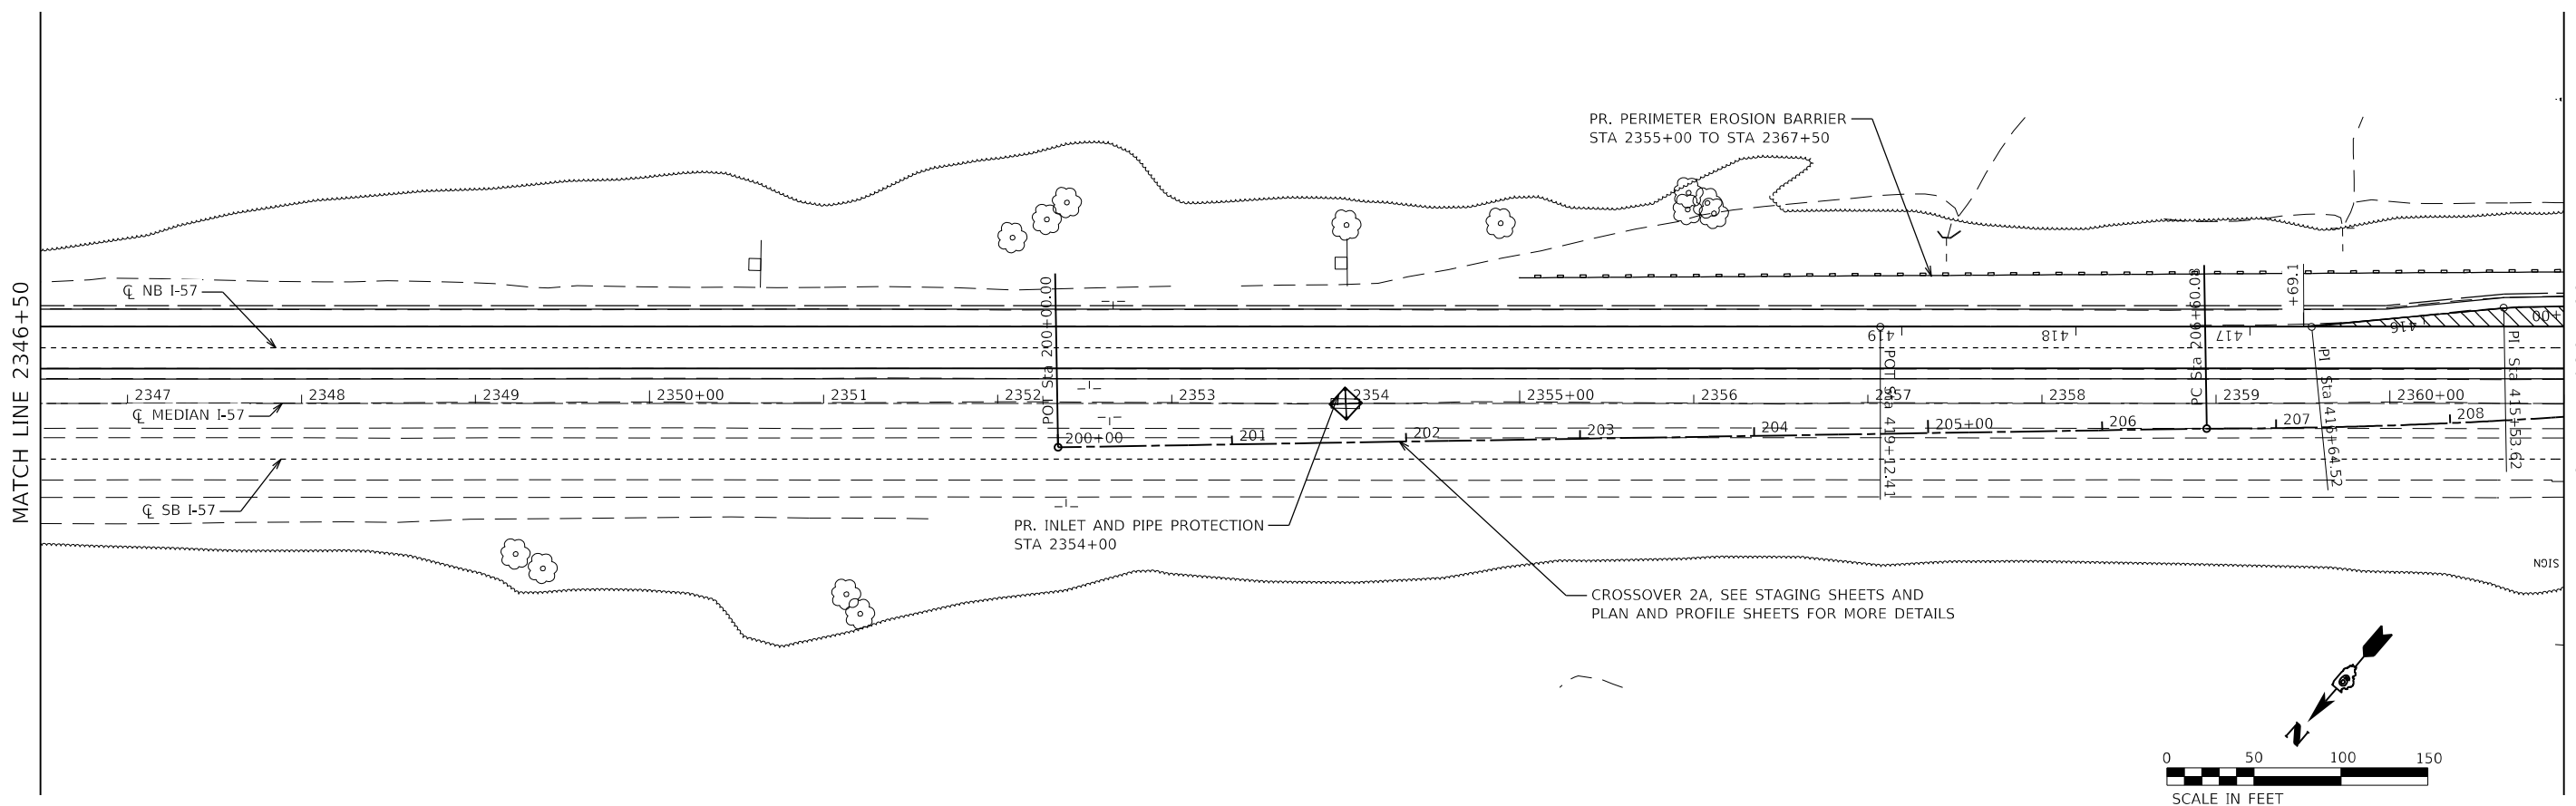 MATCH LINE 2346+50
PR. PERIMETER EROSION BARRIER
STA 2355+00 TO STA 2367+50
℄ NB I-57
POT Sta 200+00.00
PC Sta 206+60.08
+69.1
419
418
417
416
+00
POT Sta 419+12.41
PI Sta 416+64.52
PI Sta 415+53.62
2347
2348
2349
2350+00
2351
2352
2353
2354
2355+00
2356
2357
2358
2359
2360+00
℄ MEDIAN I-57
200+00
201
202
203
204
205+00
206
207
208
℄ SB I-57
PR. INLET AND PIPE PROTECTION
STA 2354+00
SIGN
CROSSOVER 2A, SEE STAGING SHEETS AND
PLAN AND PROFILE SHEETS FOR MORE DETAILS
N
0 50 100 150
SCALE IN FEET